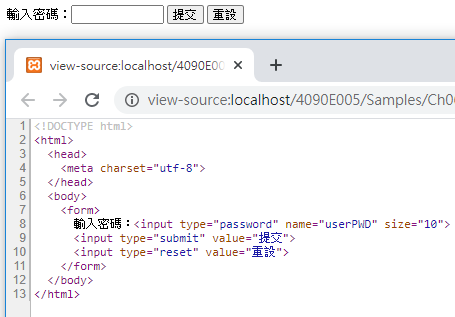 輸入密碼： 提交 重設
view-source:localhost/4090E00
view-source:localhost/4090E005/Samples/Ch0
1 <!DOCTYPE html>
2 <html>
3 <head>
4 <meta charset="utf-8">
5 </head>
6 <body>
7 <form>
8 輸入密碼：<input type="password" name="userPWD" size="10">
9 <input type="submit" value="提交">
10 <input type="reset" value="重設">
11 </form>
12 </body>
13 </html>